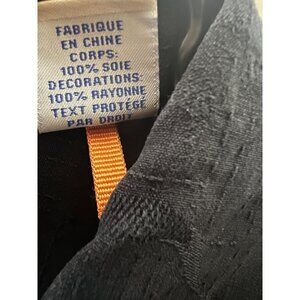 FABRIQUE
EN CHINE
CORPS:
100% SOIE
DECORATIONS:
100% RAYONNE
TEXT PROTÉGÉ
PAR DROIT